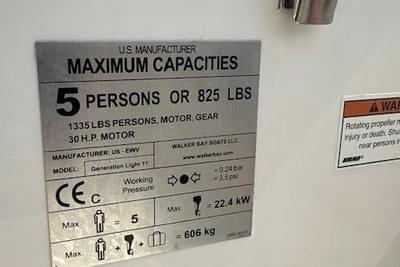 U.S. MANUFACTURER
MAXIMUM CAPACITIES
5 PERSONS OR 825 LBS
1335 LBS PERSONS, MOTOR, GEAR
30 H.P. MOTOR
MANUFACTURER: US - EWV
WALKER BAY BOATS LLC.
MODEL: Generation Light 11'
www.walkerbay.com
CE C
Working Pressure
= 0.24 bar
= 3.5 psi
Max. = 5
Max. = 22.4 kW
Max. + + = 606 kg
WAR
Rotating propeller m
injury or death. Shu
near persons i